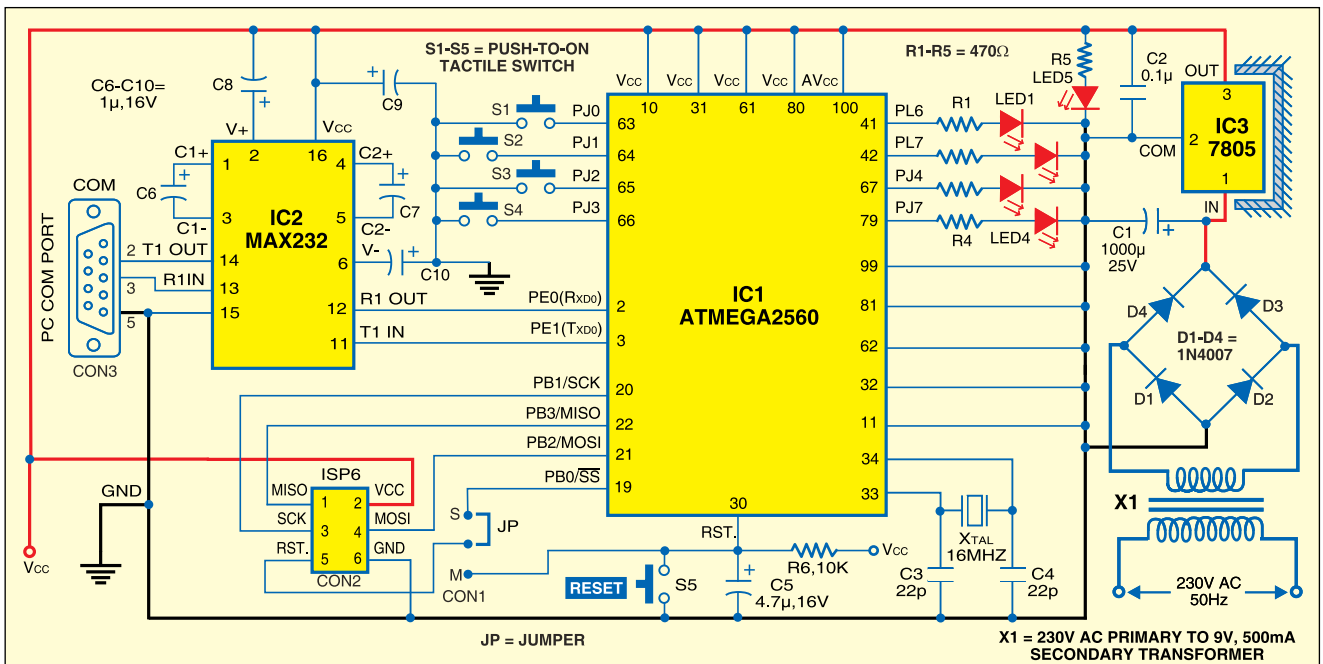 S1-S5 = PUSH-TO-ON
TACTILE SWITCH
R1-R5 = 470Ω
C6-C10=
1µ,16V
C8
V+
VCC
C9
2
16
C1+
1
C6
3
C1-
4
C2+
C7
5
C2-
V-
6
C10
IC2
MAX232
COM
PC COM PORT
2
T1 OUT
14
3
R1IN
13
5
15
CON3
12
R1 OUT
11
T1 IN
S1
PJ0
63
S2
PJ1
64
S3
PJ2
65
S4
PJ3
66
VCC
VCC
VCC
VCC
AVCC
10
31
61
80
100
IC1
ATMEGA2560
PE0(RXD0)
2
PE1(TXD0)
3
PB1/SCK
20
PB3/MISO
22
PB2/MOSI
21
PB0/SS
19
30
RST.
41
PL6
R1
LED1
42
PL7
67
PJ4
79
PJ7
R4
LED4
99
81
62
32
11
34
33
R5
LED5
C2
0.1µ
OUT
3
IC3
7805
2
COM
1
IN
C1
1000µ
25V
D4
D3
D1-D4 =
1N4007
D1
D2
X1
230V AC
50Hz
X1 = 230V AC PRIMARY TO 9V, 500mA
SECONDARY TRANSFORMER
XTAL
16MHZ
C3
22p
C4
22p
VCC
R6,10K
C5
4.7µ,16V
RESET
S5
S
JP
M
CON1
JP = JUMPER
ISP6
MISO
1
2
VCC
SCK
3
4
MOSI
RST.
5
6
GND
CON2
GND
VCC